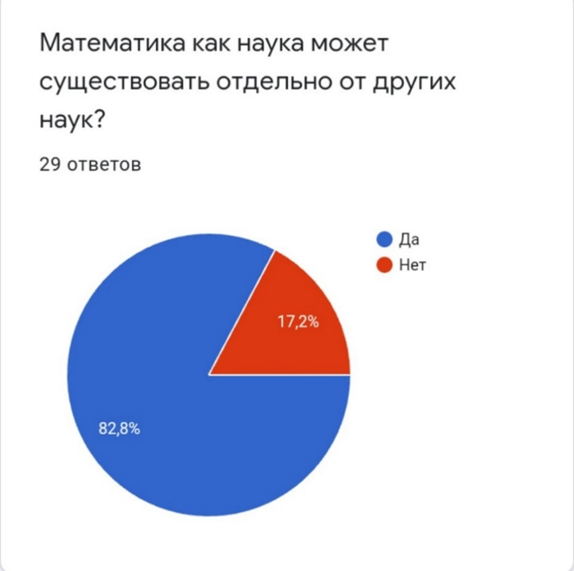 Математика как наука может
существовать отдельно от других
наук?
29 ответов
Да
Нет
17,2%
82,8%